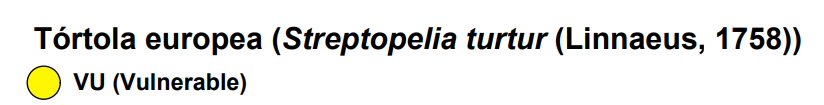 Tórtola europea (Streptopelia turtur (Linnaeus, 1758))
VU (Vulnerable)